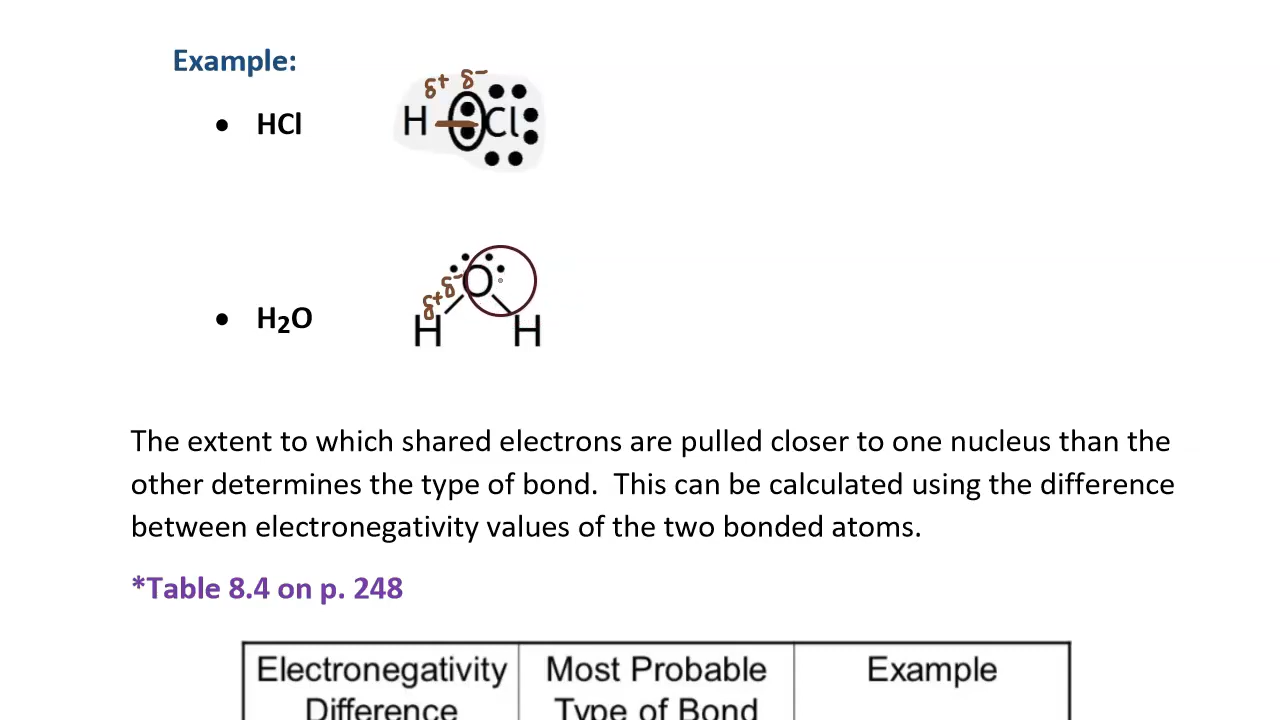 Example:
δ+ δ−
• HCl H Cl
δ+ δ− O
• H₂O H H
The extent to which shared electrons are pulled closer to one nucleus than the
other determines the type of bond. This can be calculated using the difference
between electronegativity values of the two bonded atoms.
*Table 8.4 on p. 248
Electronegativity Most Probable Example
Difference Type of Bond